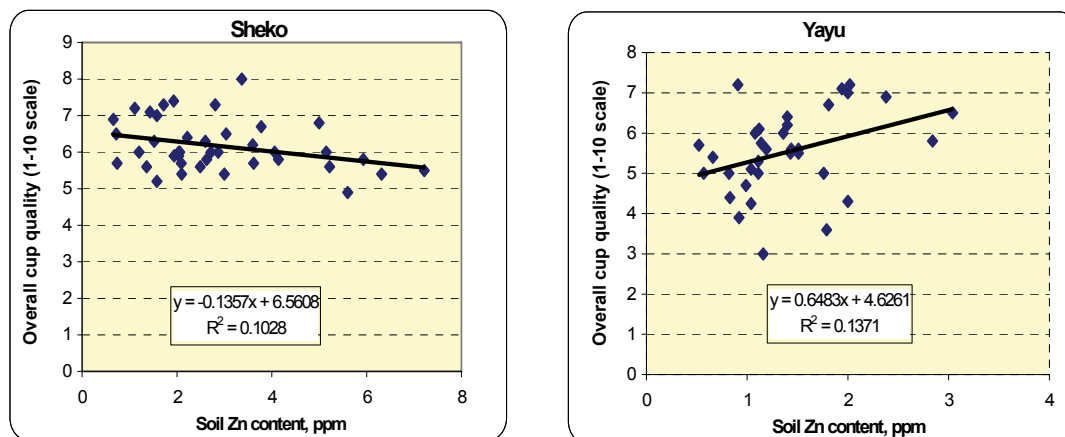 Sheko
Overall cup quality (1-10 scale)
9
8
7
6
5
4
3
2
1
0
y = -0.1357x + 6.5608
R² = 0.1028
0 2 4 6 8
Soil Zn content, ppm
Yayu
Overall cup quality (1-10 scale)
8
7
6
5
4
3
2
1
0
y = 0.6483x + 4.6261
R² = 0.1371
0 1 2 3 4
Soil Zn content, ppm